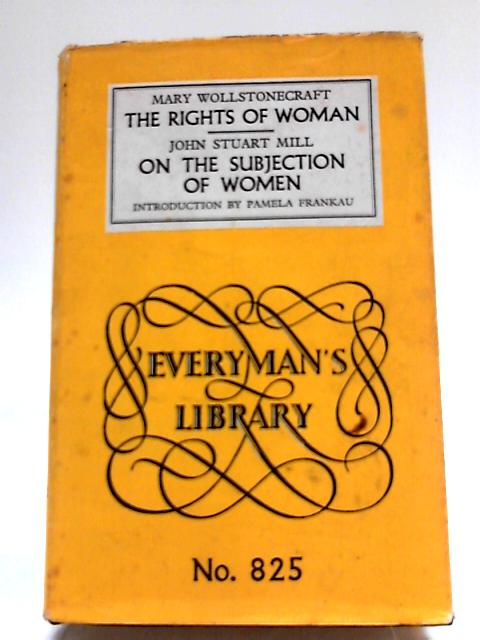 MARY WOLLSTONECRAFT
THE RIGHTS OF WOMAN
JOHN STUART MILL
ON THE SUBJECTION
OF WOMEN
INTRODUCTION BY PAMELA FRANKAU
EVERYMAN'S
LIBRARY
No. 825